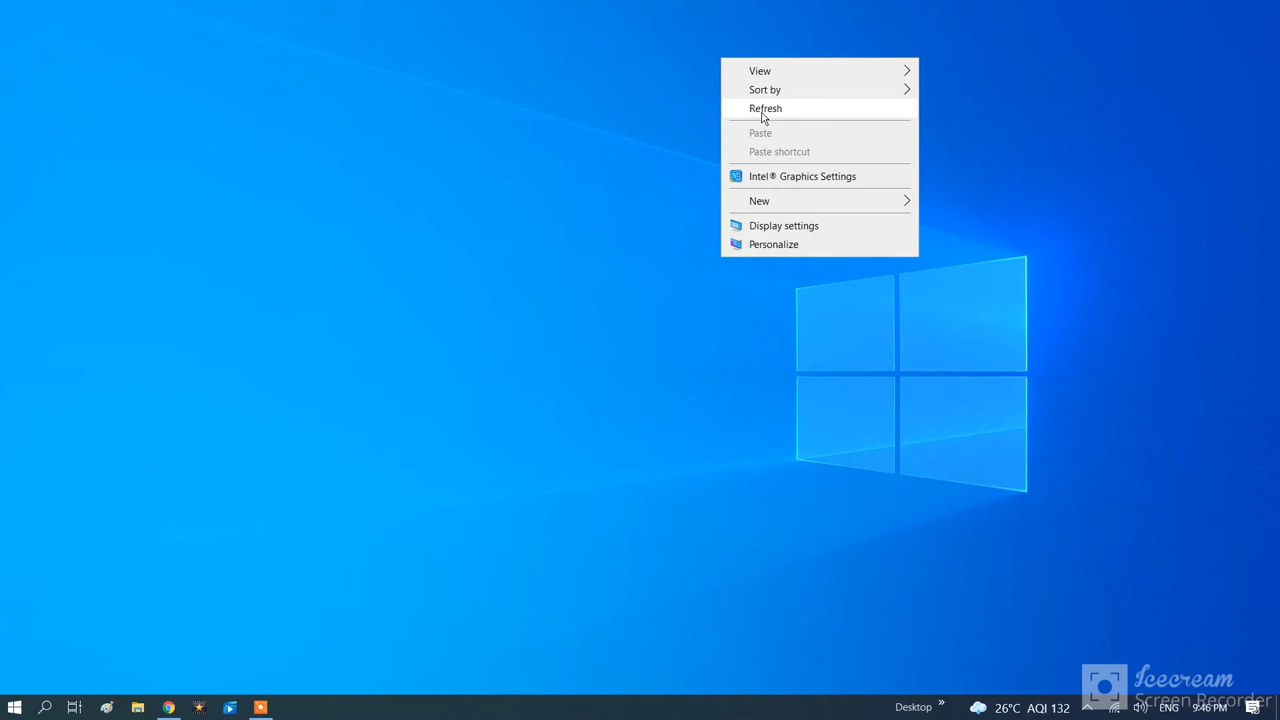 View
Sort by
Refresh
Paste
Paste shortcut
Intel® Graphics Settings
New
Display settings
Personalize
Icecream
Screen Recorder
Desktop
26°C AQI 132
ENG
9:46 PM